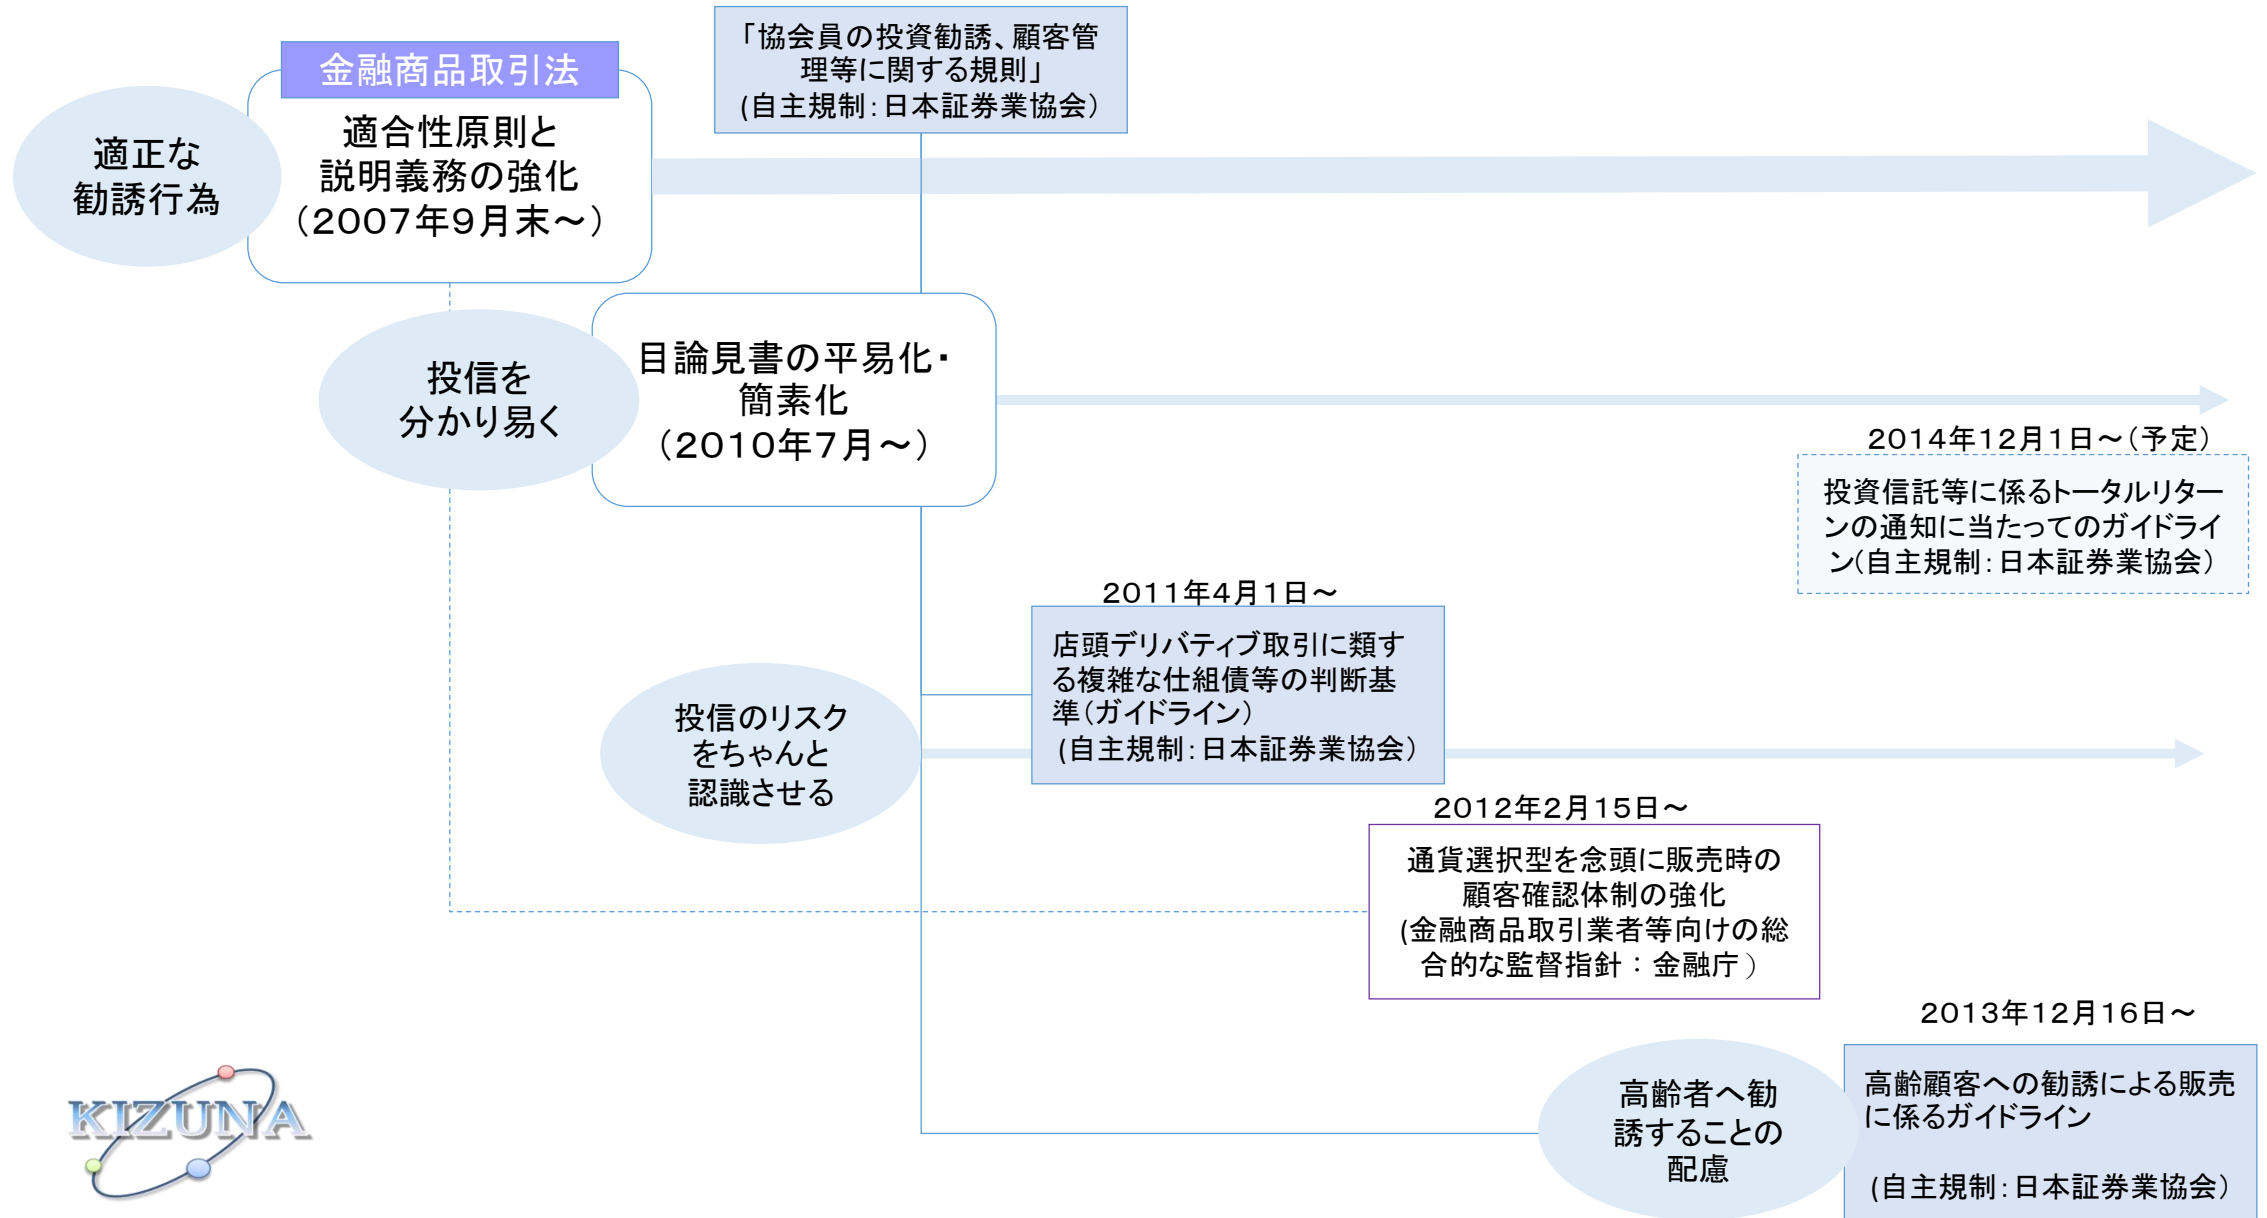 「協会員の投資勧誘、顧客管
理等に関する規則」
(自主規制：日本証券業協会）
金融商品取引法
適合性原則と
説明義務の強化
（２００７年９月末～）
適正な
勧誘行為
目論見書の平易化・
簡素化
（２０１０年７月～）
投信を
分かり易く
２０１４年１２月１日～（予定）
投資信託等に係るトータルリター
ンの通知に当たってのガイドライ
ン(自主規制：日本証券業協会）
２０１１年４月１日～
店頭デリバティブ取引に類す
る複雑な仕組債等の判断基
準（ガイドライン）
(自主規制：日本証券業協会）
投信のリスク
をちゃんと
認識させる
２０１２年２月１５日～
通貨選択型を念頭に販売時の
顧客確認体制の強化
(金融商品取引業者等向けの総
合的な監督指針：金融庁）
２０１３年１２月１６日～
高齢者へ勧
誘することの
配慮
高齢顧客への勧誘による販売
に係るガイドライン
(自主規制：日本証券業協会）
KIZUNA